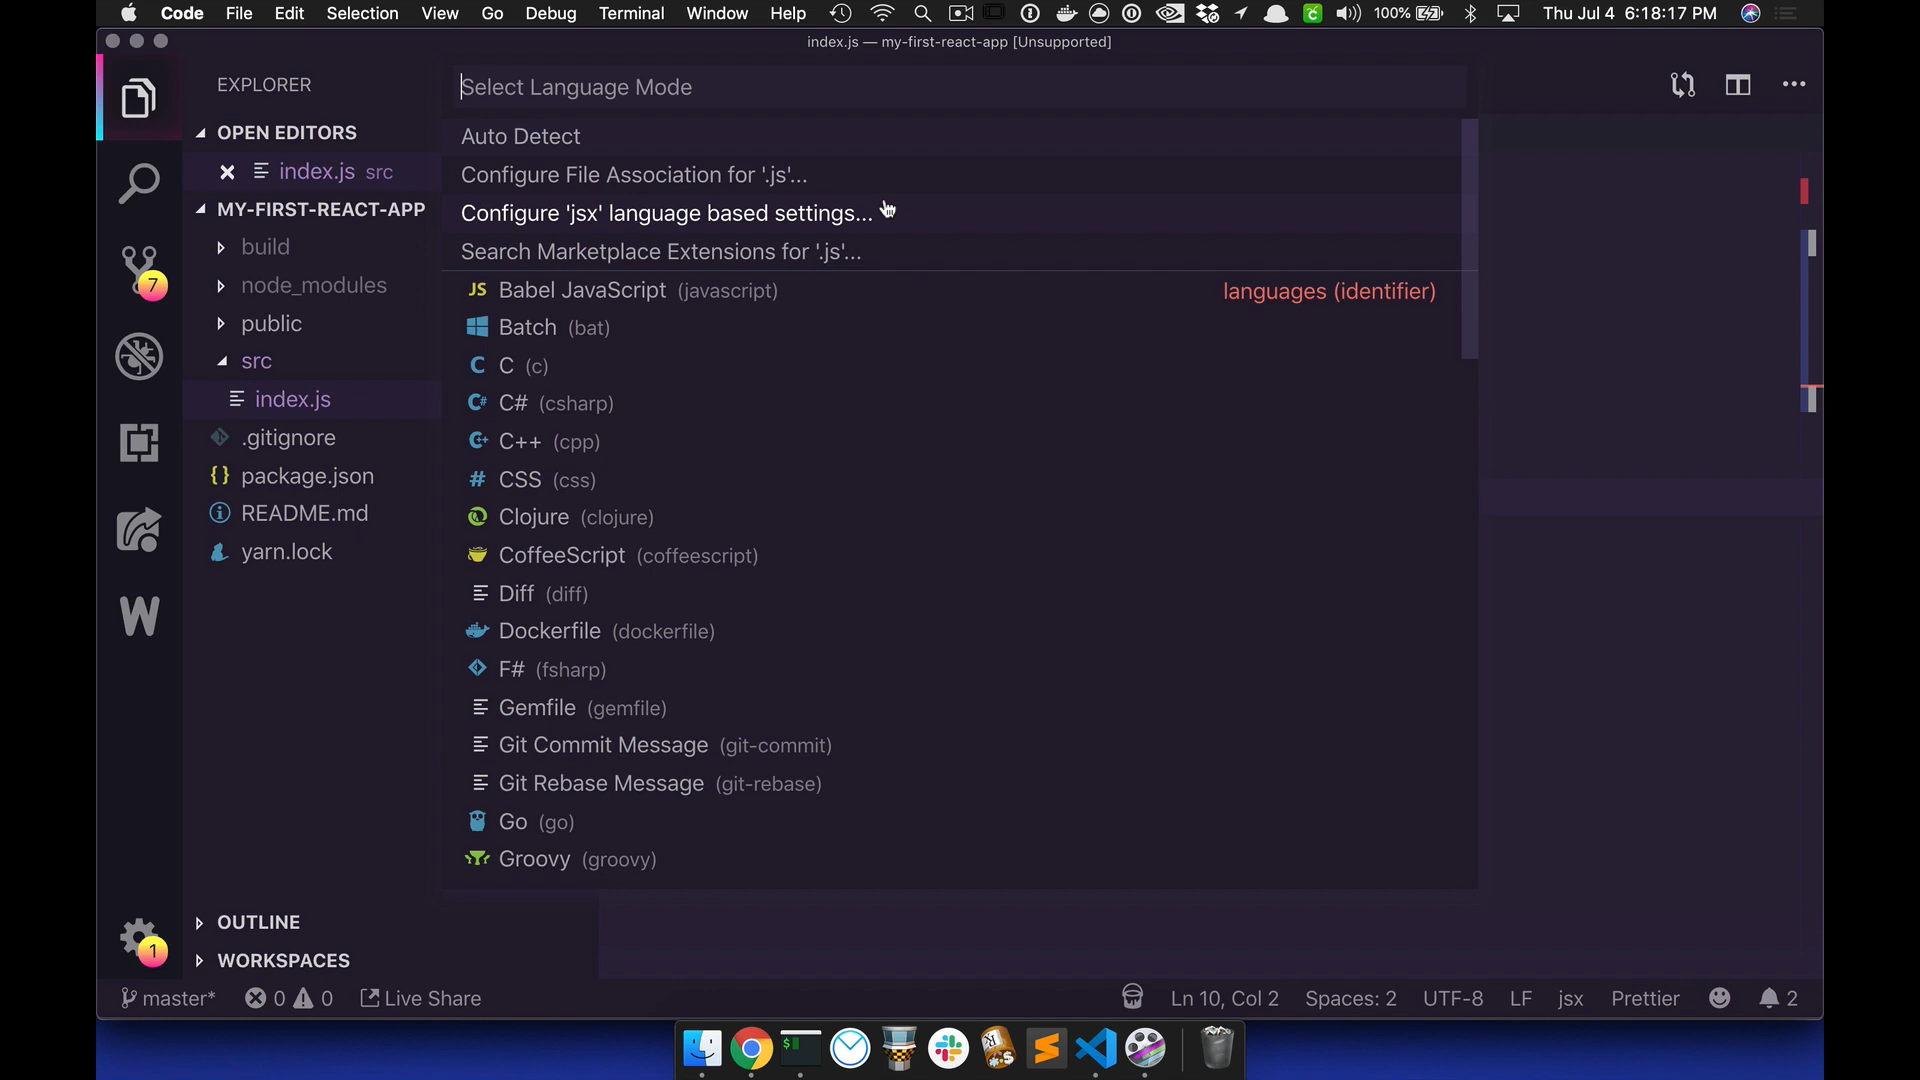 Code File Edit Selection View Go Debug Terminal Window Help 100% Thu Jul 4 6:18:17 PM
index.js — my-first-react-app [Unsupported]
EXPLORER
OPEN EDITORS
index.js src
MY-FIRST-REACT-APP
build
node_modules
public
src
index.js
.gitignore
package.json
README.md
yarn.lock
OUTLINE
WORKSPACES
7
W
1
Select Language Mode
Auto Detect
Configure File Association for '.js'...
Configure 'jsx' language based settings...
Search Marketplace Extensions for '.js'...
JS Babel JavaScript (javascript) languages (identifier)
Batch (bat)
C C (c)
C# C# (csharp)
C++ (cpp)
# CSS (css)
Clojure (clojure)
CoffeeScript (coffeescript)
Diff (diff)
Dockerfile (dockerfile)
F# (fsharp)
Gemfile (gemfile)
Git Commit Message (git-commit)
Git Rebase Message (git-rebase)
Go (go)
Groovy (groovy)
master* 0 0 Live Share Ln 10, Col 2 Spaces: 2 UTF-8 LF jsx Prettier 2